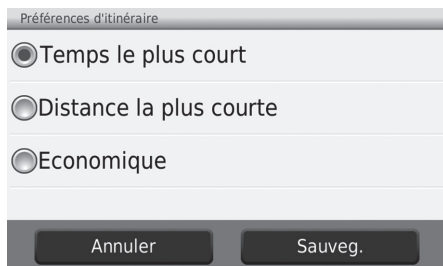 Préférences d'itinéraire
Temps le plus court
Distance la plus courte
Economique
Annuler Sauveg.